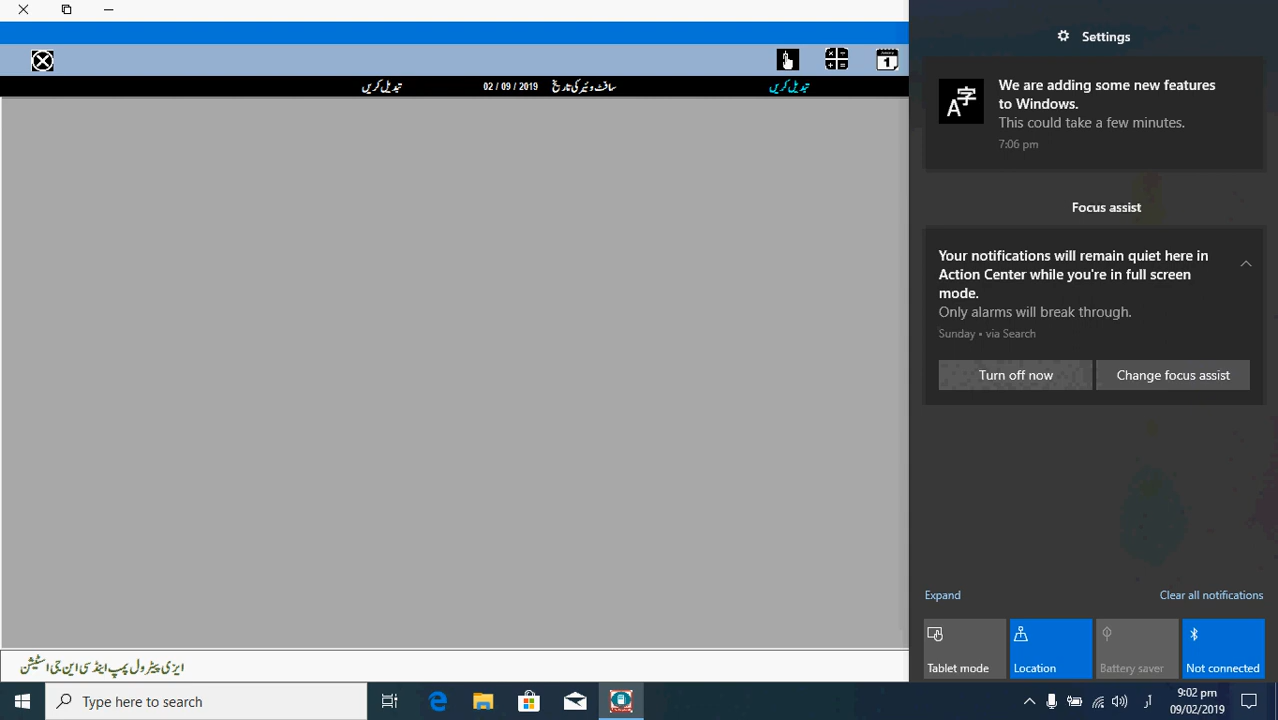 تبدیل کریں
سافٹ وئیر کی تاریخ 02 / 09 / 2019
تبدیل کریں
ایزی پیٹرول پمپ اینڈ سی این جی اسٹیشن
Settings
We are adding some new features
to Windows.
This could take a few minutes.
7:06 pm
Focus assist
Your notifications will remain quiet here in
Action Center while you're in full screen
mode.
Only alarms will break through.
Sunday • via Search
Turn off now
Change focus assist
Expand
Clear all notifications
Tablet mode
Location
Battery saver
Not connected
Type here to search
9:02 pm
09/02/2019